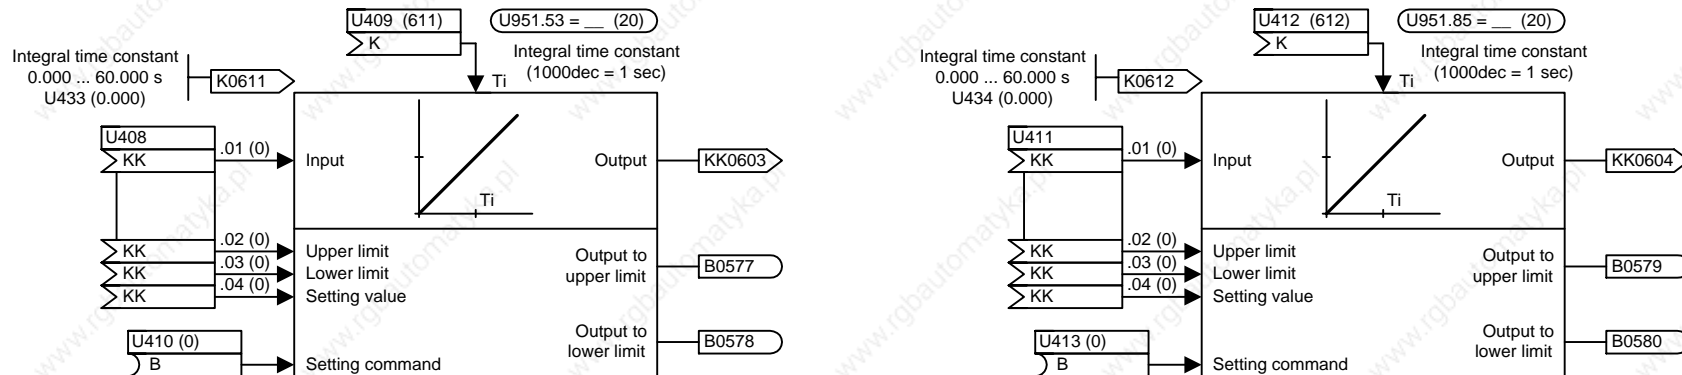 U409 (611)
K
U951.53 = __ (20)
Integral time constant
(1000dec = 1 sec)
Integral time constant
0.000 ... 60.000 s
U433 (0.000)
K0611
Ti
U408
KK
.01 (0)
Input
Output
KK0603
Ti
KK
.02 (0)
Upper limit
KK
.03 (0)
Lower limit
KK
.04 (0)
Setting value
Output to
upper limit
B0577
Output to
lower limit
B0578
U410 (0)
B
Setting command
U412 (612)
K
U951.85 = __ (20)
Integral time constant
(1000dec = 1 sec)
Integral time constant
0.000 ... 60.000 s
U434 (0.000)
K0612
Ti
U411
KK
.01 (0)
Input
Output
KK0604
Ti
KK
.02 (0)
Upper limit
KK
.03 (0)
Lower limit
KK
.04 (0)
Setting value
Output to
upper limit
B0579
Output to
lower limit
B0580
U413 (0)
B
Setting command
www.rgbautomatyka.pl